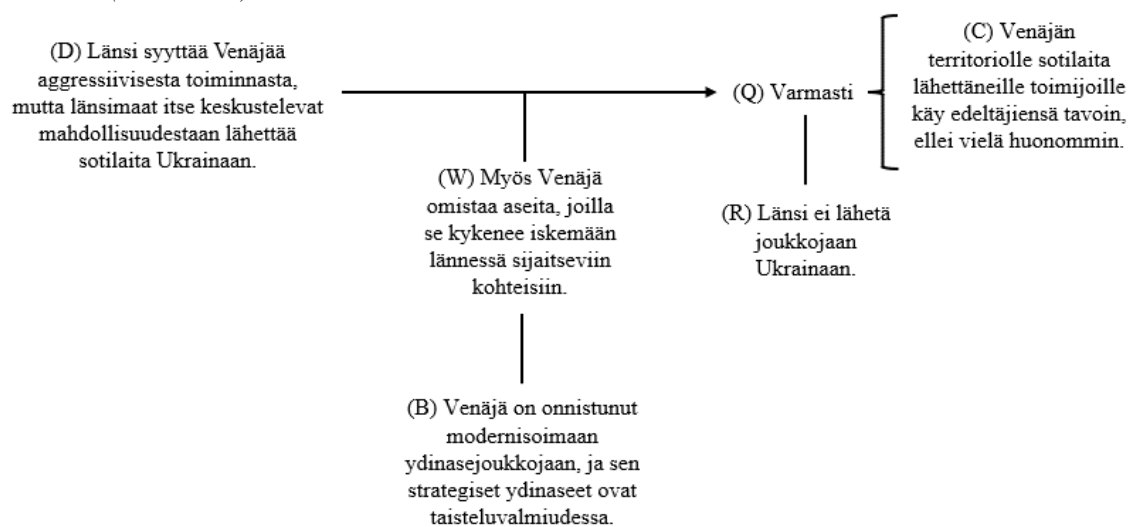 (D) Länsi syyttää Venäjää
aggressiivisesta toiminnasta,
mutta länsimaat itse keskustelevat
mahdollisuudestaan lähettää
sotilaita Ukrainaan.
(W) Myös Venäjä
omistaa aseita, joilla
se kykenee iskemään
lännessä sijaitseviin
kohteisiin.
(B) Venäjä on onnistunut
modernisoimaan
ydinasejoukkojaan, ja sen
strategiset ydinaseet ovat
taisteluvalmiudessa.
(Q) Varmasti
(R) Länsi ei lähetä
joukkojaan
Ukrainaan.
(C) Venäjän
territoriolle sotilaita
lähettäneille toimijoille
käy edeltäjiensä tavoin,
ellei vielä huonommin.